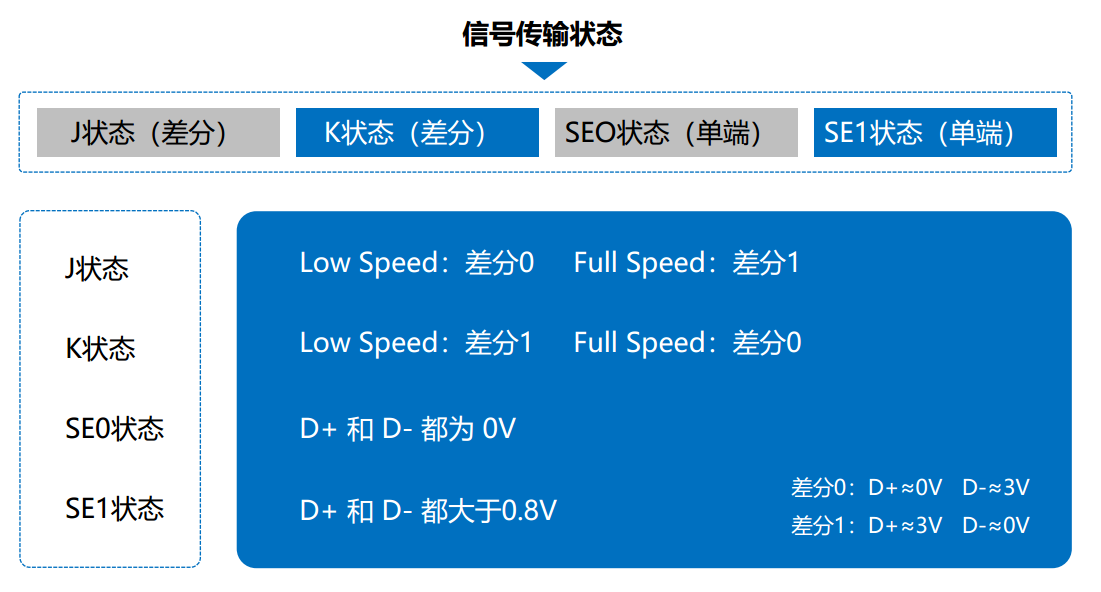 信号传输状态
J状态（差分） K状态（差分） SEO状态（单端） SE1状态（单端）
J状态 Low Speed：差分0 Full Speed：差分1
K状态 Low Speed：差分1 Full Speed：差分0
SE0状态 D+ 和 D- 都为 0V
SE1状态 D+ 和 D- 都大于0.8V
差分0：D+≈0V D-≈3V
差分1：D+≈3V D-≈0V